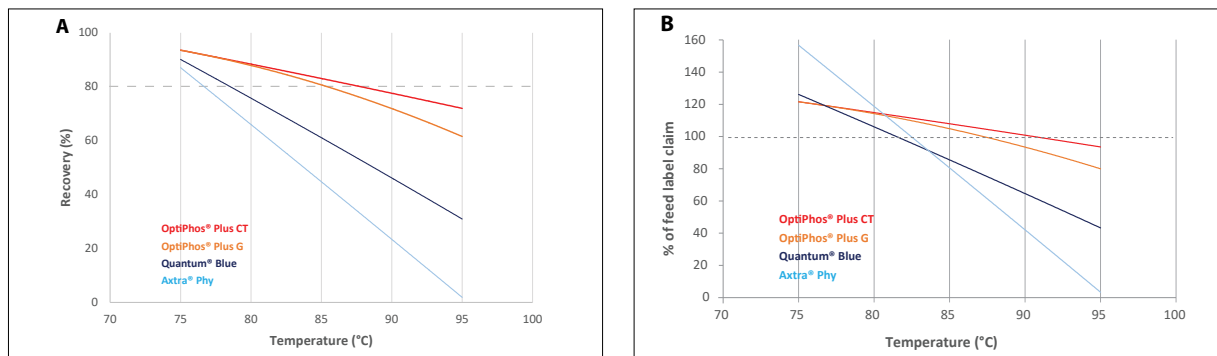 A
100
80
60
40
20
0
Recovery (%)
OptiPhos® Plus CT
OptiPhos® Plus G
Quantum® Blue
Axtra® Phy
70 75 80 85 90 95 100
Temperature (°C)
B
160
140
120
100
80
60
40
20
0
% of feed label claim
OptiPhos® Plus CT
OptiPhos® Plus G
Quantum® Blue
Axtra® Phy
70 75 80 85 90 95 100
Temperature (°C)